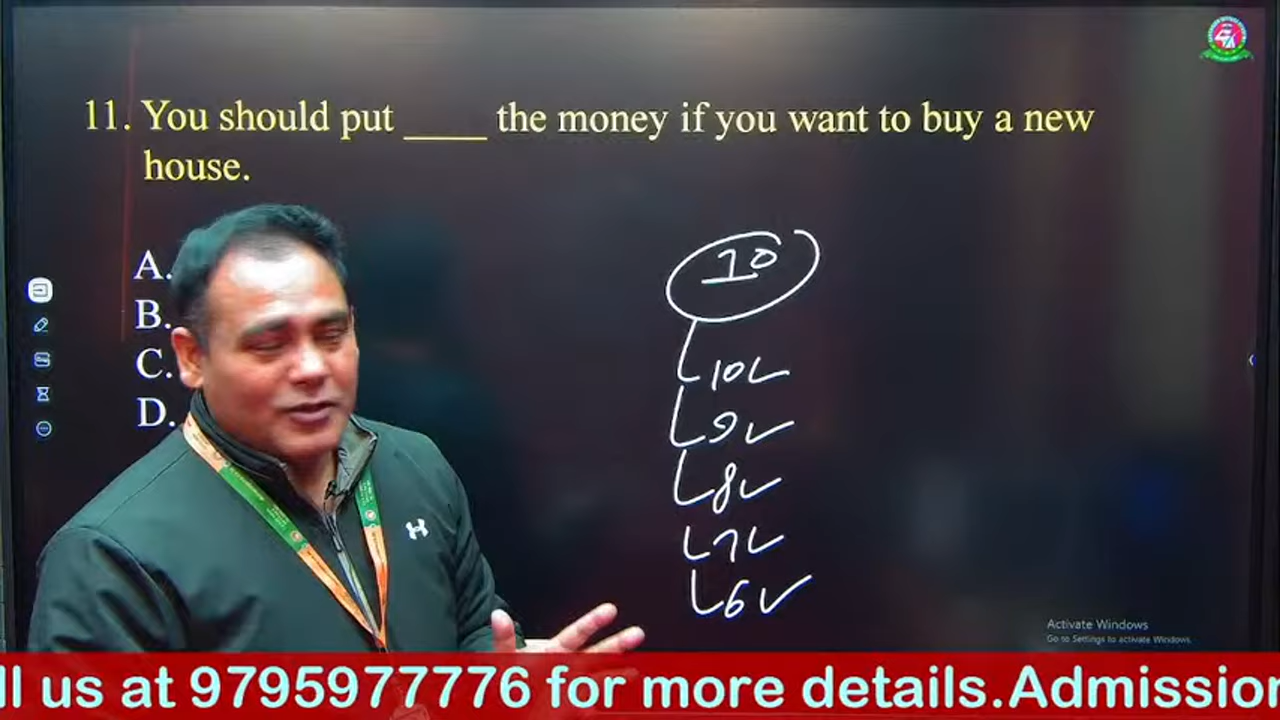 11. You should put ____ the money if you want to buy a new
house.
A.
B.
C.
D.
10
10
9
8
7
6
Activate Windows
Go to Settings to activate Windows.
ll us at 9795977776 for more details.Admission